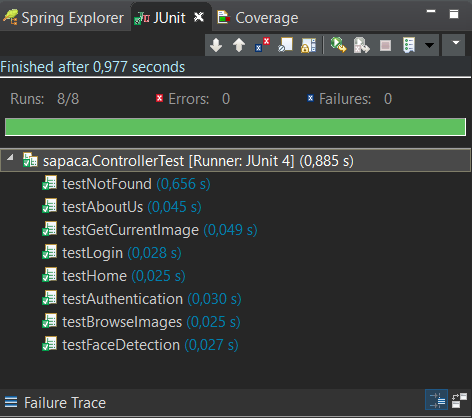 Spring Explorer JUnit Coverage
Finished after 0,977 seconds
Runs: 8/8 Errors: 0 Failures: 0
sapaca.ControllerTest [Runner: JUnit 4] (0,885 s)
testNotFound (0,656 s)
testAboutUs (0,045 s)
testGetCurrentImage (0,049 s)
testLogin (0,028 s)
testHome (0,025 s)
testAuthentication (0,030 s)
testBrowseImages (0,025 s)
testFaceDetection (0,027 s)
Failure Trace